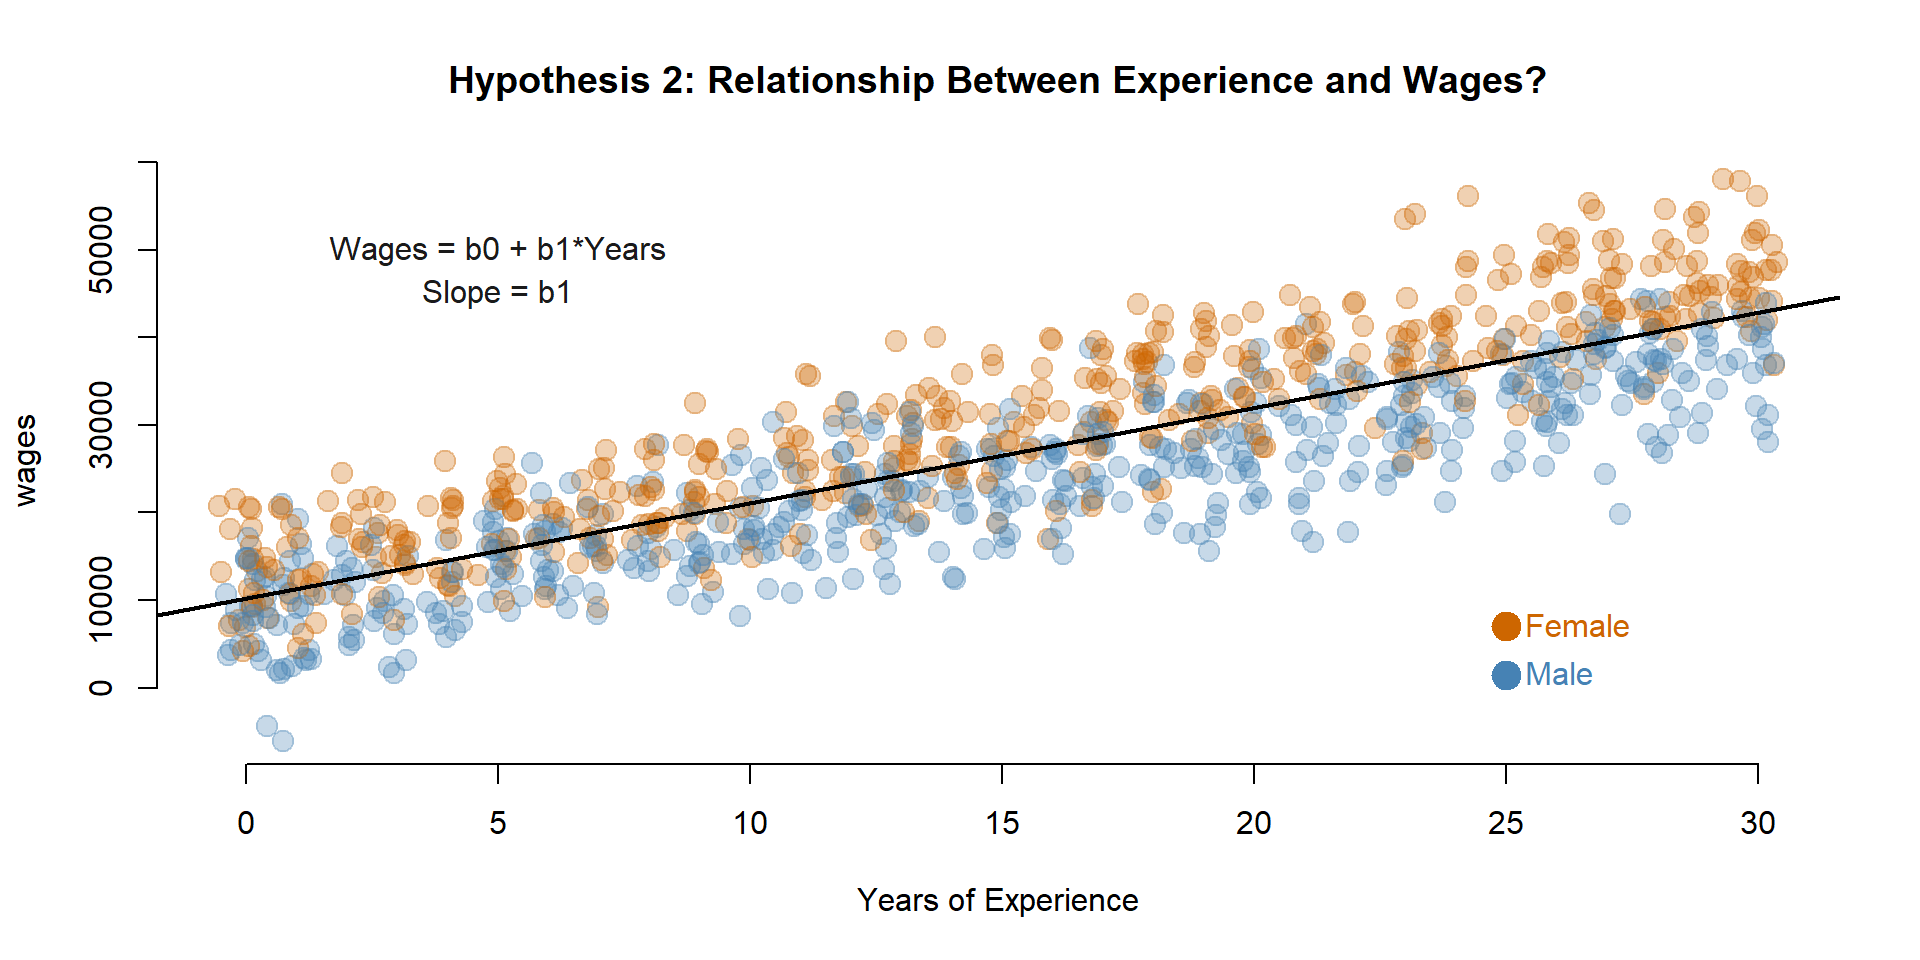 Hypothesis 2: Relationship Between Experience and Wages?
Wages = b0 + b1*Years
Slope = b1
wages
50000
30000
10000
0
Female
Male
0 5 10 15 20 25 30
Years of Experience